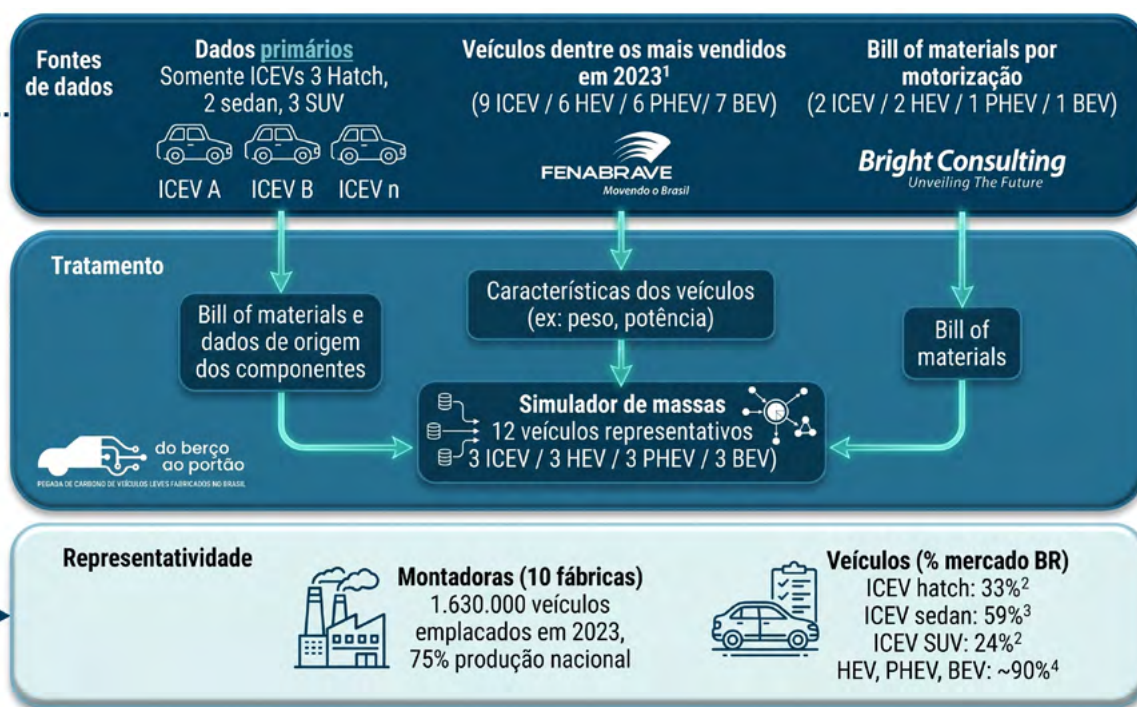 Fontes
de dados
Dados primários
Somente ICEVs 3 Hatch,
2 sedan, 3 SUV
ICEV A
ICEV B
ICEV n
Veículos dentre os mais vendidos
em 2023¹
(9 ICEV / 6 HEV / 6 PHEV/ 7 BEV)
FENABRAVE
Movendo o Brasil
Bill of materials por
motorização
(2 ICEV / 2 HEV / 1 PHEV / 1 BEV)
Bright Consulting
Unveiling The Future
Tratamento
Bill of materials e
dados de origem
dos componentes
Características dos veículos
(ex: peso, potência)
Bill of
materials
Simulador de massas
12 veículos representativos
3 ICEV / 3 HEV / 3 PHEV / 3 BEV)
do berço
ao portão
PEGADA DE CARBONO DE VEÍCULOS LEVES FABRICADOS NO BRASIL
Representatividade
Montadoras (10 fábricas)
1.630.000 veículos
emplacados em 2023,
75% produção nacional
Veículos (% mercado BR)
ICEV hatch: 33%²
ICEV sedan: 59%³
ICEV SUV: 24%²
HEV, PHEV, BEV: ~90%⁴